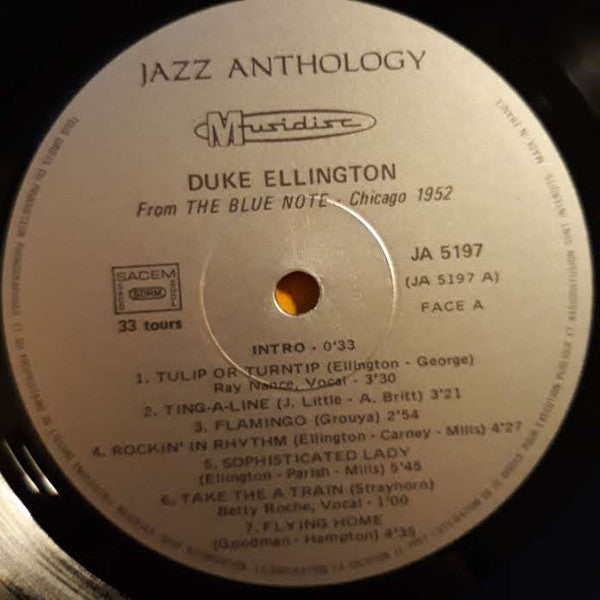 JAZZ ANTHOLOGY
Musidisc
DUKE ELLINGTON
From THE BLUE NOTE - Chicago 1952
JA 5197
(JA 5197 A)
FACE A
SACEM
SDRM
33 tours
INTRO - 0'33
1. TULIP OR TURNTIP (Ellington - George)
Ray Nance, Vocal - 3'30
2. TING-A-LINE (J. Little - A. Britt) 3'21
3. FLAMINGO (Grouya) 2'54
4. ROCKIN' IN RHYTHM (Ellington - Carney - Mills) 4'27
5. SOPHISTICATED LADY
(Ellington - Parish - Mills) 5'45
6. TAKE THE A TRAIN (Strayhorn)
Betty Roche, Vocal - 1'00
7. FLYING HOME
(Goodman - Hampton) 4'35
MADE IN FRANCE